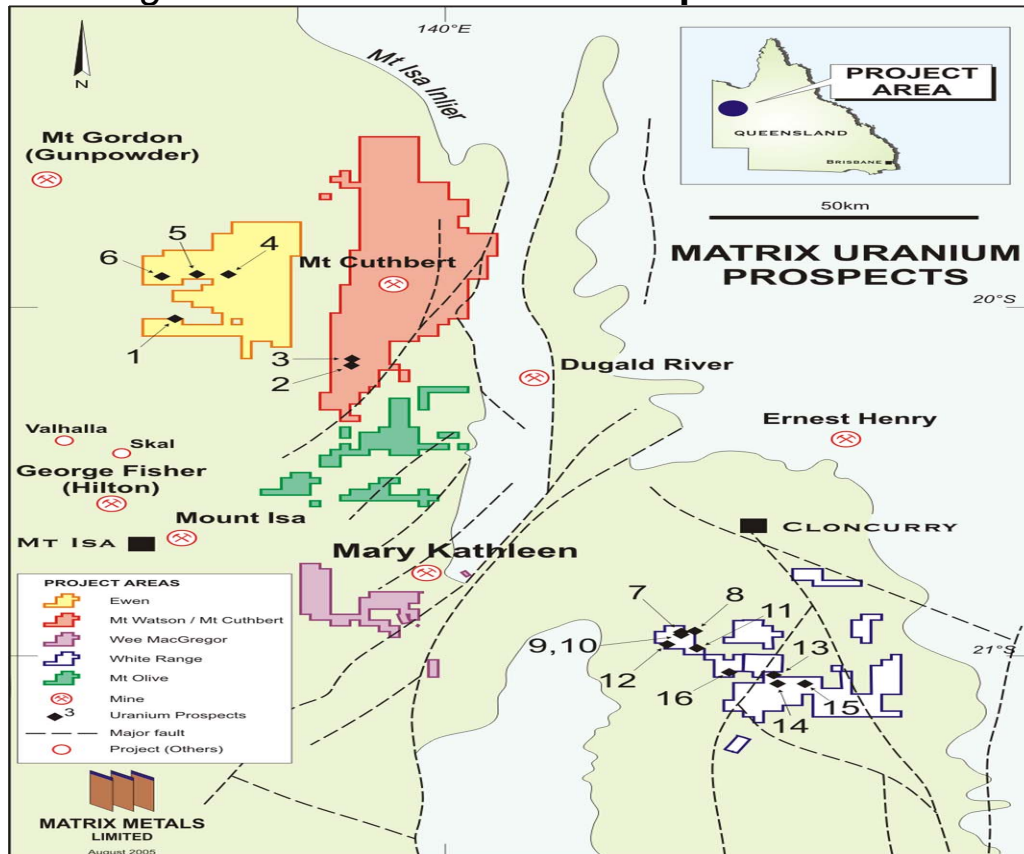 140°E
Mt Isa Inlier
N
PROJECT
AREA
QUEENSLAND
BRISBANE
Mt Gordon
(Gunpowder)
50km
MATRIX URANIUM
PROSPECTS
20°S
5
6
4
Mt Cuthbert
1
3
2
Dugald River
Ernest Henry
Valhalla
Skal
George Fisher
(Hilton)
Mount Isa
MT ISA
CLONCURRY
Mary Kathleen
7
8
11
9,10
13
21°S
12
16
15
14
PROJECT AREAS
Ewen
Mt Watson / Mt Cuthbert
Wee MacGregor
White Range
Mt Olive
Mine
3 Uranium Prospects
Major fault
Project (Others)
MATRIX METALS
LIMITED
August 2005